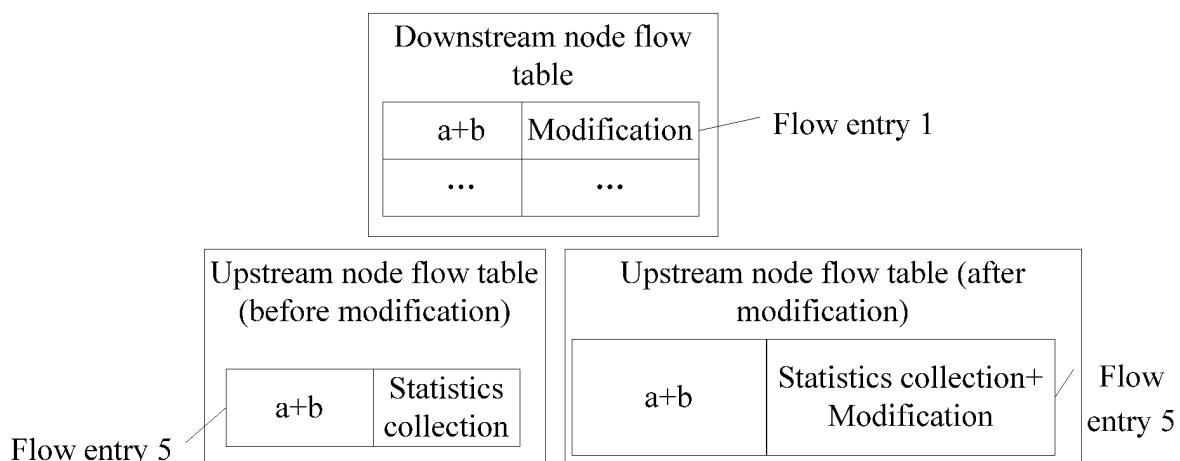 Downstream node flow
table
a+b Modification
Flow entry 1
... ...
Upstream node flow table
(before modification)
a+b
Statistics
collection
Flow entry 5
Upstream node flow table (after
modification)
a+b
Statistics collection+
Modification
Flow
entry 5